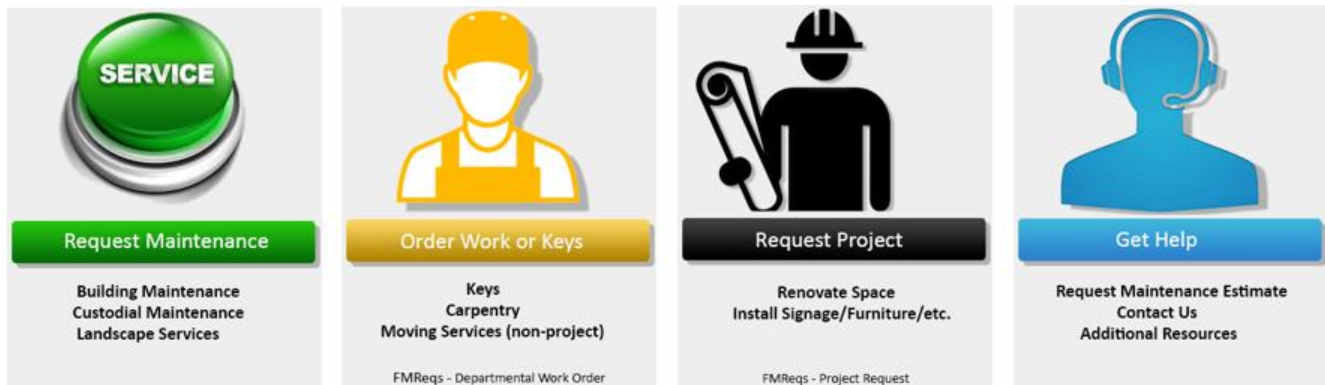 SERVICE
Request Maintenance
Building Maintenance
Custodial Maintenance
Landscape Services
Order Work or Keys
Keys
Carpentry
Moving Services (non-project)
FMReqs - Departmental Work Order
Request Project
Renovate Space
Install Signage/Furniture/etc.
FMReqs - Project Request
Get Help
Request Maintenance Estimate
Contact Us
Additional Resources